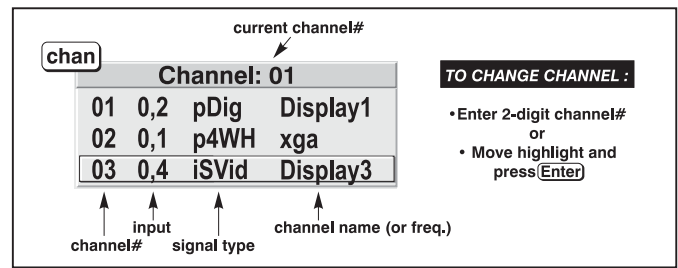 current channel#
chan
Channel: 01
01 0,2 pDig Display1
02 0,1 p4WH xga
03 0,4 iSVid Display3
channel#
input
signal type
channel name (or freq.)
TO CHANGE CHANNEL :
•Enter 2-digit channel#
or
• Move highlight and
press Enter